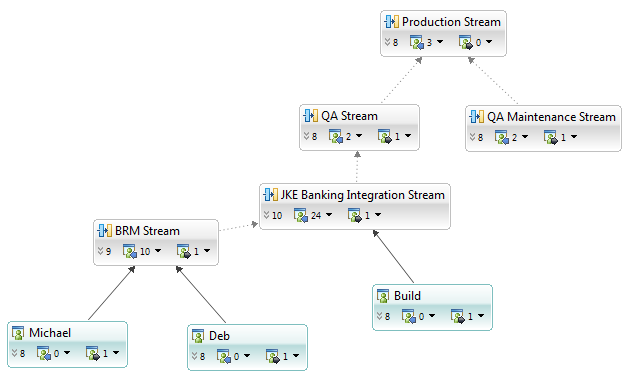 Production Stream
8 3 0
QA Stream
8 2 1
QA Maintenance Stream
8 2 1
JKE Banking Integration Stream
10 24 1
BRM Stream
9 10 1
Build
8 0 1
Michael
8 0 1
Deb
8 0 1